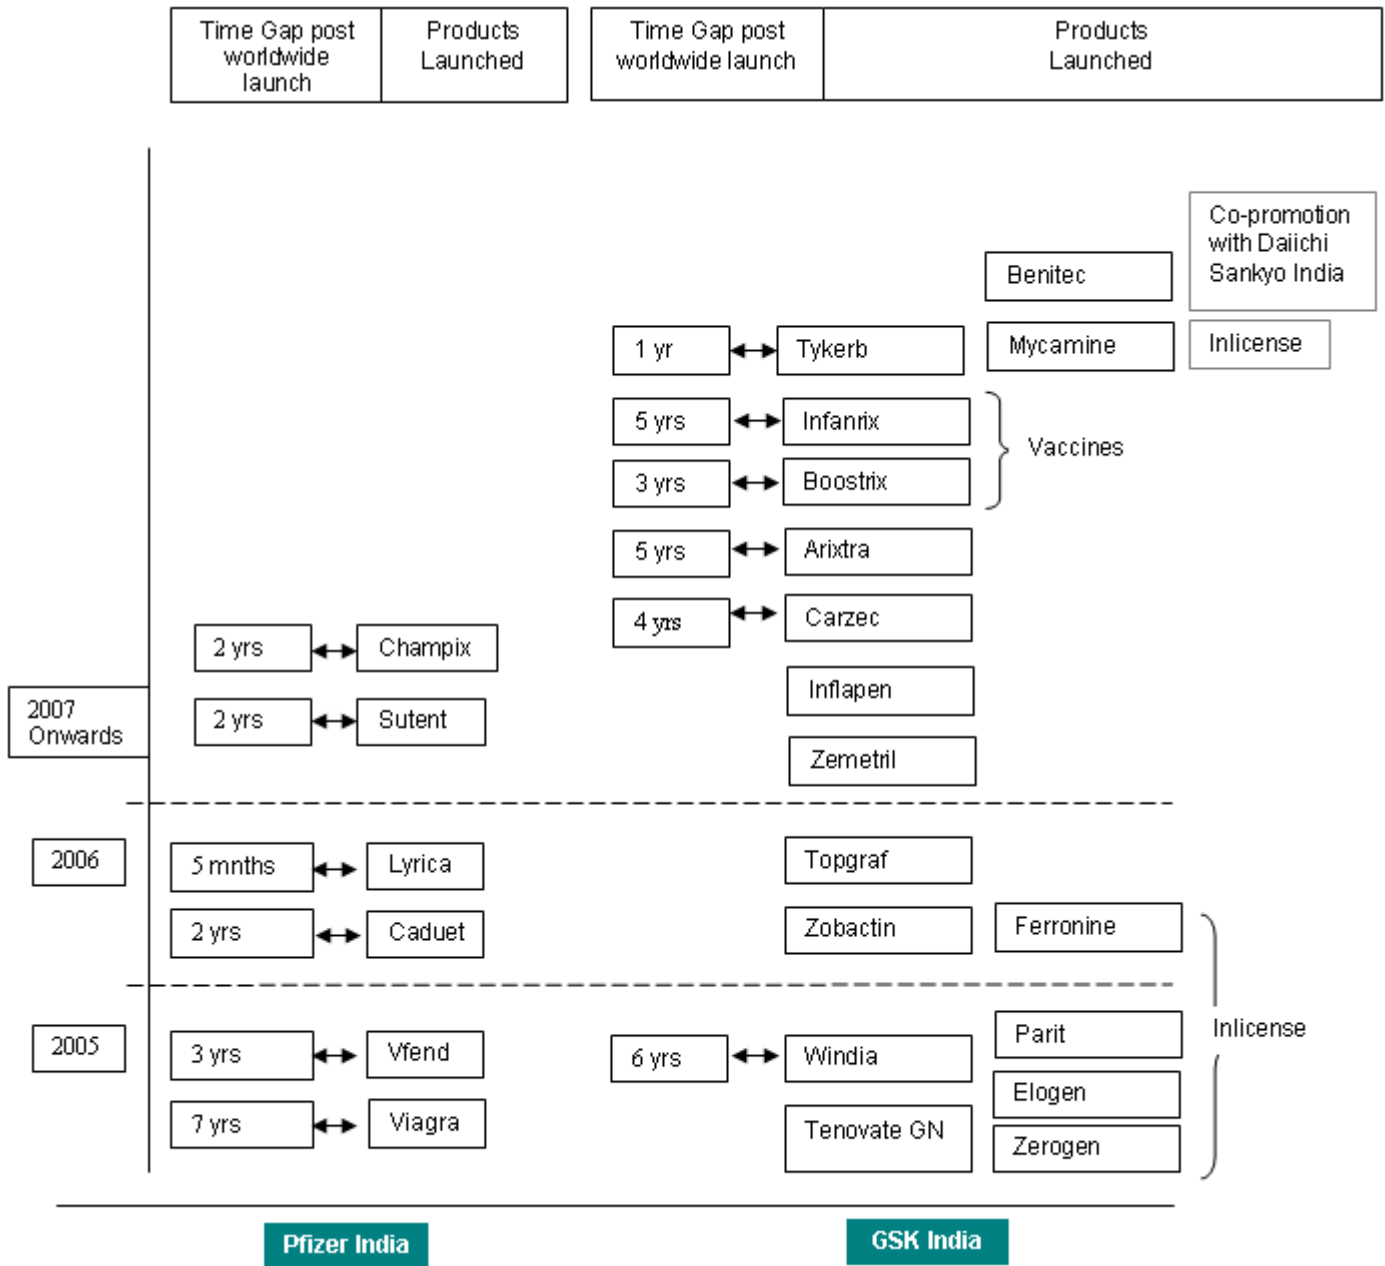 Time Gap post
worldwide
launch
Products
Launched
Time Gap post
worldwide launch
Products
Launched
Co-promotion
with Daiichi
Sankyo India
Benitec
1 yr
Tykerb
Mycamine
Inlicense
5 yrs
Infanrix
Vaccines
3 yrs
Boostrix
5 yrs
Arixtra
4 yrs
Carzec
2 yrs
Champix
Inflapen
2007
Onwards
2 yrs
Sutent
Zemetril
2006
5 mnths
Lyrica
Topgraf
2 yrs
Caduet
Zobactin
Ferronine
Inlicense
2005
3 yrs
Vfend
6 yrs
Windia
Parit
Elogen
7 yrs
Viagra
Tenovate GN
Zerogen
Pfizer India
GSK India